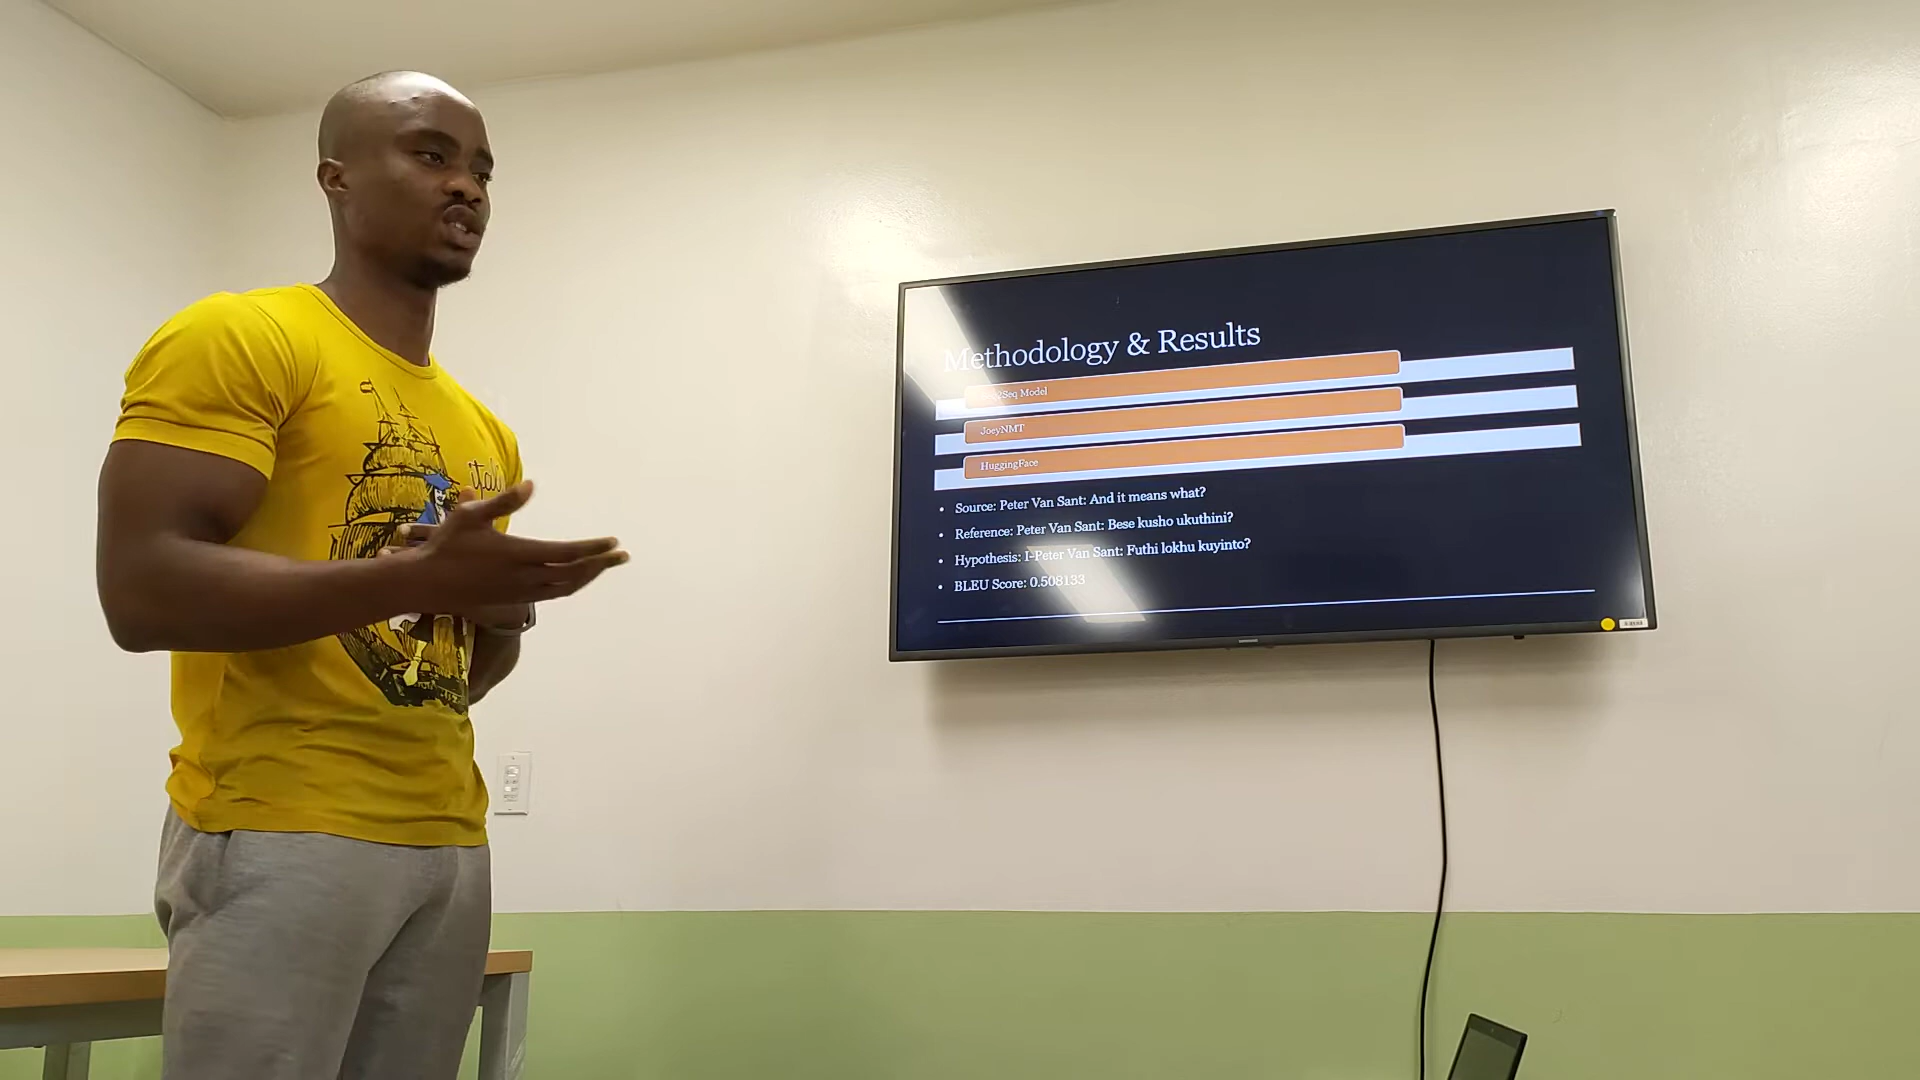 Methodology & Results
Model
JoeyNMT
HuggingFace
• Source: Peter Van Sant: And it means what?
• Reference: Peter Van Sant: Bese kusho ukuthini?
• Hypothesis: I-Peter Van Sant: Futhi lokhu kuyinto?
• BLEU Score: 0.508133